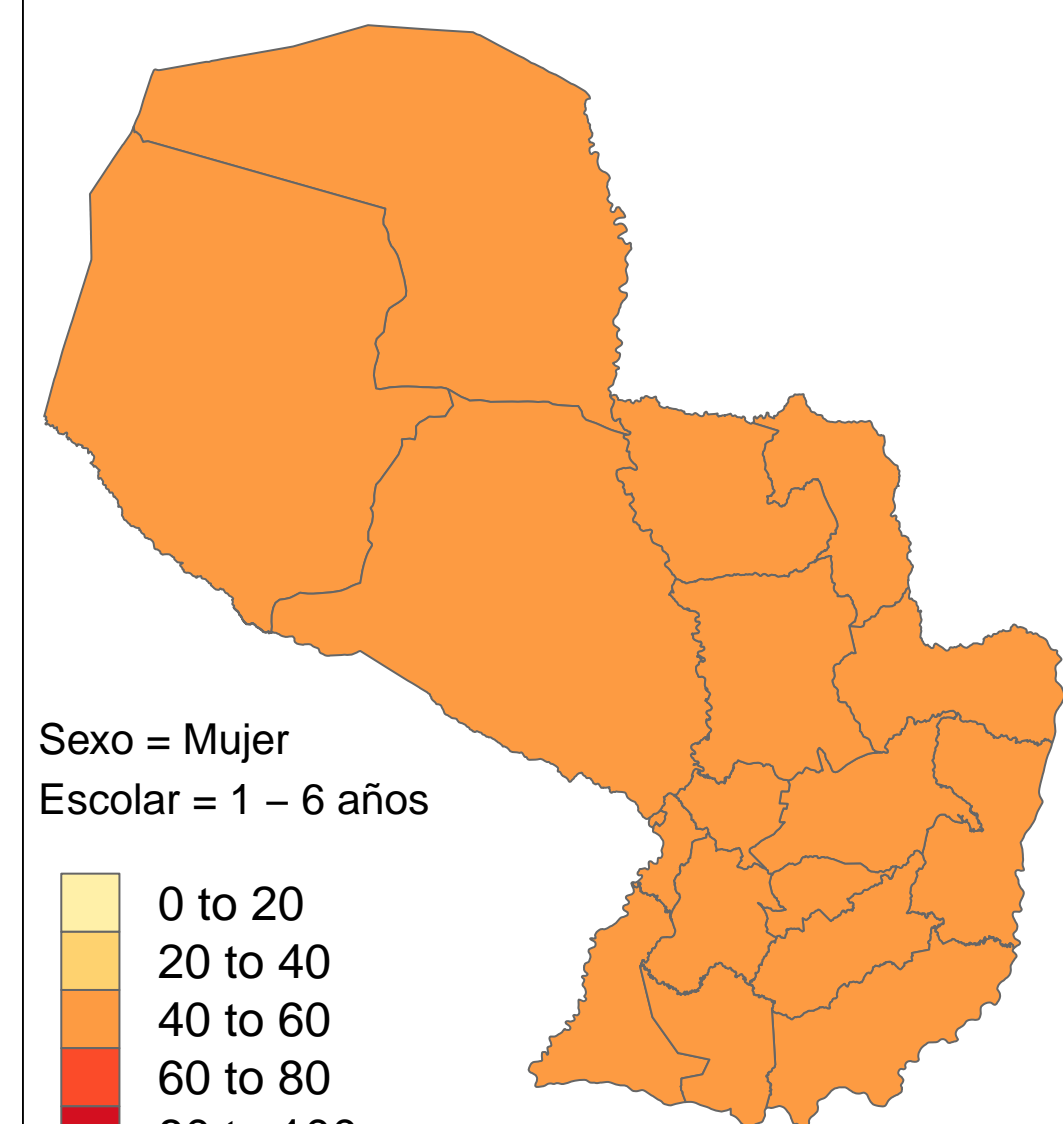 Sexo = Mujer
Escolar = 1 – 6 años
0 to 20
20 to 40
40 to 60
60 to 80